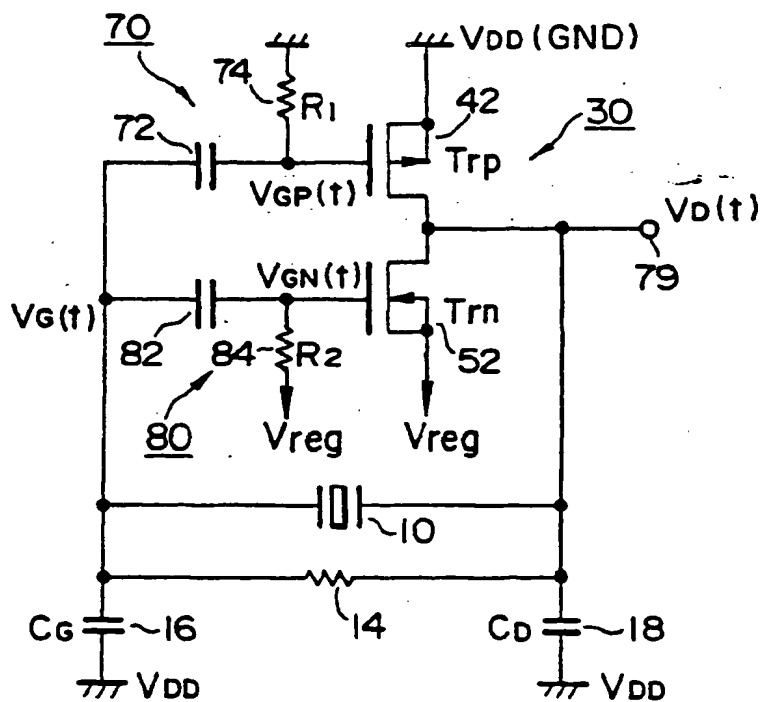 70
74
R1
VDD (GND)
42
30
72
Trp
VGP(t)
VD(t)
79
VGN(t)
VG(t)
Trn
82
84
R2
52
80
Vreg
Vreg
10
14
CG
16
CD
18
VDD
VDD